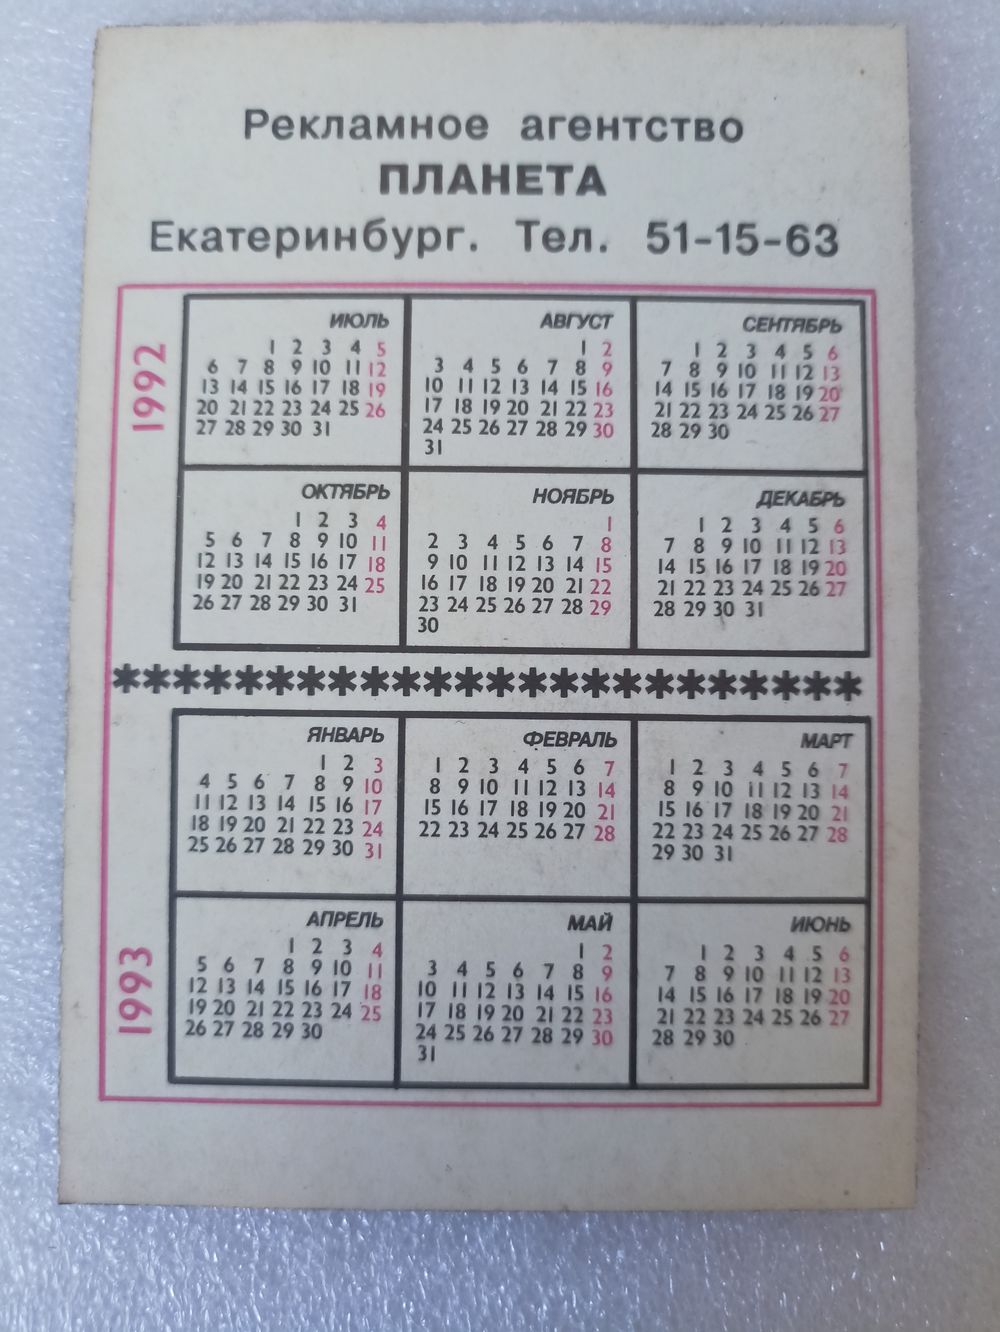 Рекламное агентство
ПЛАНЕТА
Екатеринбург. Тел. 51-15-63
1992
ИЮЛЬ
1 2 3 4 5
6 7 8 9 10 11 12
13 14 15 16 17 18 19
20 21 22 23 24 25 26
27 28 29 30 31
АВГУСТ
1 2
3 4 5 6 7 8 9
10 11 12 13 14 15 16
17 18 19 20 21 22 23
24 25 26 27 28 29 30
31
СЕНТЯБРЬ
1 2 3 4 5 6
7 8 9 10 11 12 13
14 15 16 17 18 19 20
21 22 23 24 25 26 27
28 29 30
ОКТЯБРЬ
1 2 3 4
5 6 7 8 9 10 11
12 13 14 15 16 17 18
19 20 21 22 23 24 25
26 27 28 29 30 31
НОЯБРЬ
1
2 3 4 5 6 7 8
9 10 11 12 13 14 15
16 17 18 19 20 21 22
23 24 25 26 27 28 29
30
ДЕКАБРЬ
1 2 3 4 5 6
7 8 9 10 11 12 13
14 15 16 17 18 19 20
21 22 23 24 25 26 27
28 29 30 31
************************
1993
ЯНВАРЬ
1 2 3
4 5 6 7 8 9 10
11 12 13 14 15 16 17
18 19 20 21 22 23 24
25 26 27 28 29 30 31
ФЕВРАЛЬ
1 2 3 4 5 6 7
8 9 10 11 12 13 14
15 16 17 18 19 20 21
22 23 24 25 26 27 28
МАРТ
1 2 3 4 5 6 7
8 9 10 11 12 13 14
15 16 17 18 19 20 21
22 23 24 25 26 27 28
29 30 31
АПРЕЛЬ
1 2 3 4
5 6 7 8 9 10 11
12 13 14 15 16 17 18
19 20 21 22 23 24 25
26 27 28 29 30
МАЙ
1 2
3 4 5 6 7 8 9
10 11 12 13 14 15 16
17 18 19 20 21 22 23
24 25 26 27 28 29 30
31
ИЮНЬ
1 2 3 4 5 6
7 8 9 10 11 12 13
14 15 16 17 18 19 20
21 22 23 24 25 26 27
28 29 30